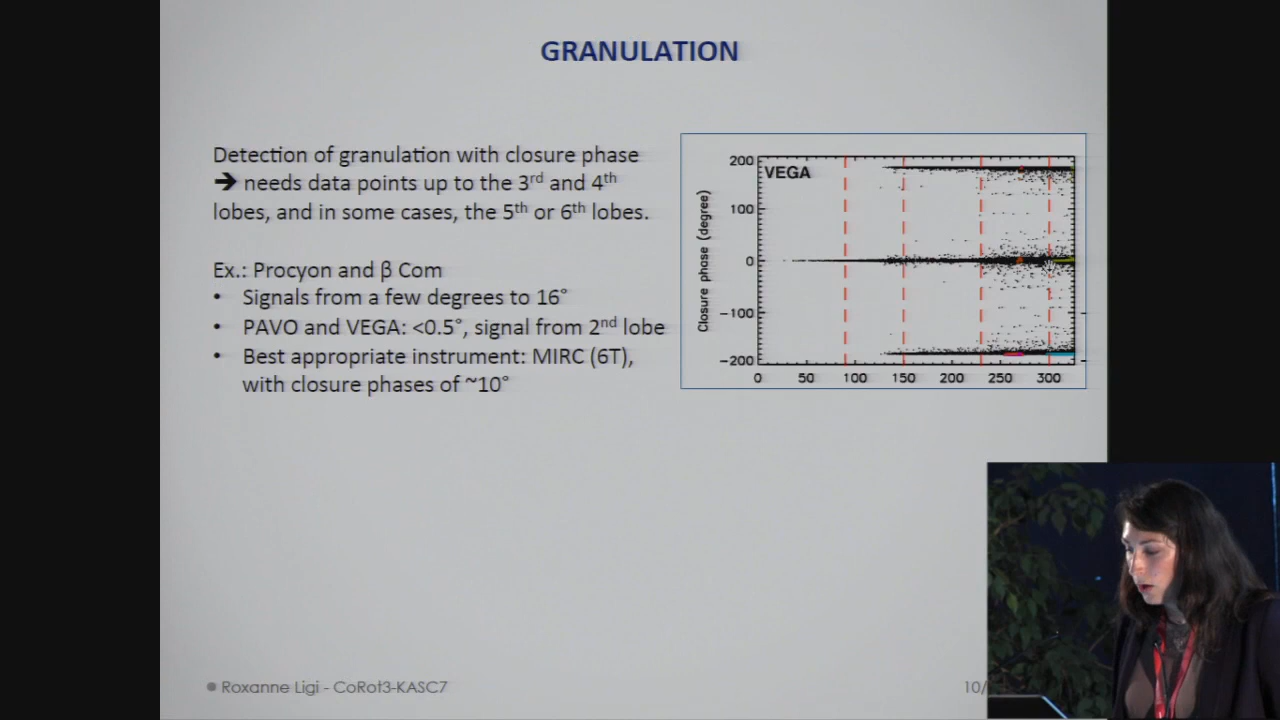 GRANULATION
Detection of granulation with closure phase
➔ needs data points up to the 3rd and 4th
lobes, and in some cases, the 5th or 6th lobes.
Ex.: Procyon and β Com
• Signals from a few degrees to 16°
• PAVO and VEGA: <0.5°, signal from 2nd lobe
• Best appropriate instrument: MIRC (6T),
with closure phases of ~10°
VEGA
Closure phase (degree)
200
100
0
−100
−200
0 50 100 150 200 250 300
Roxanne Ligi - CoRot3-KASC7
10/